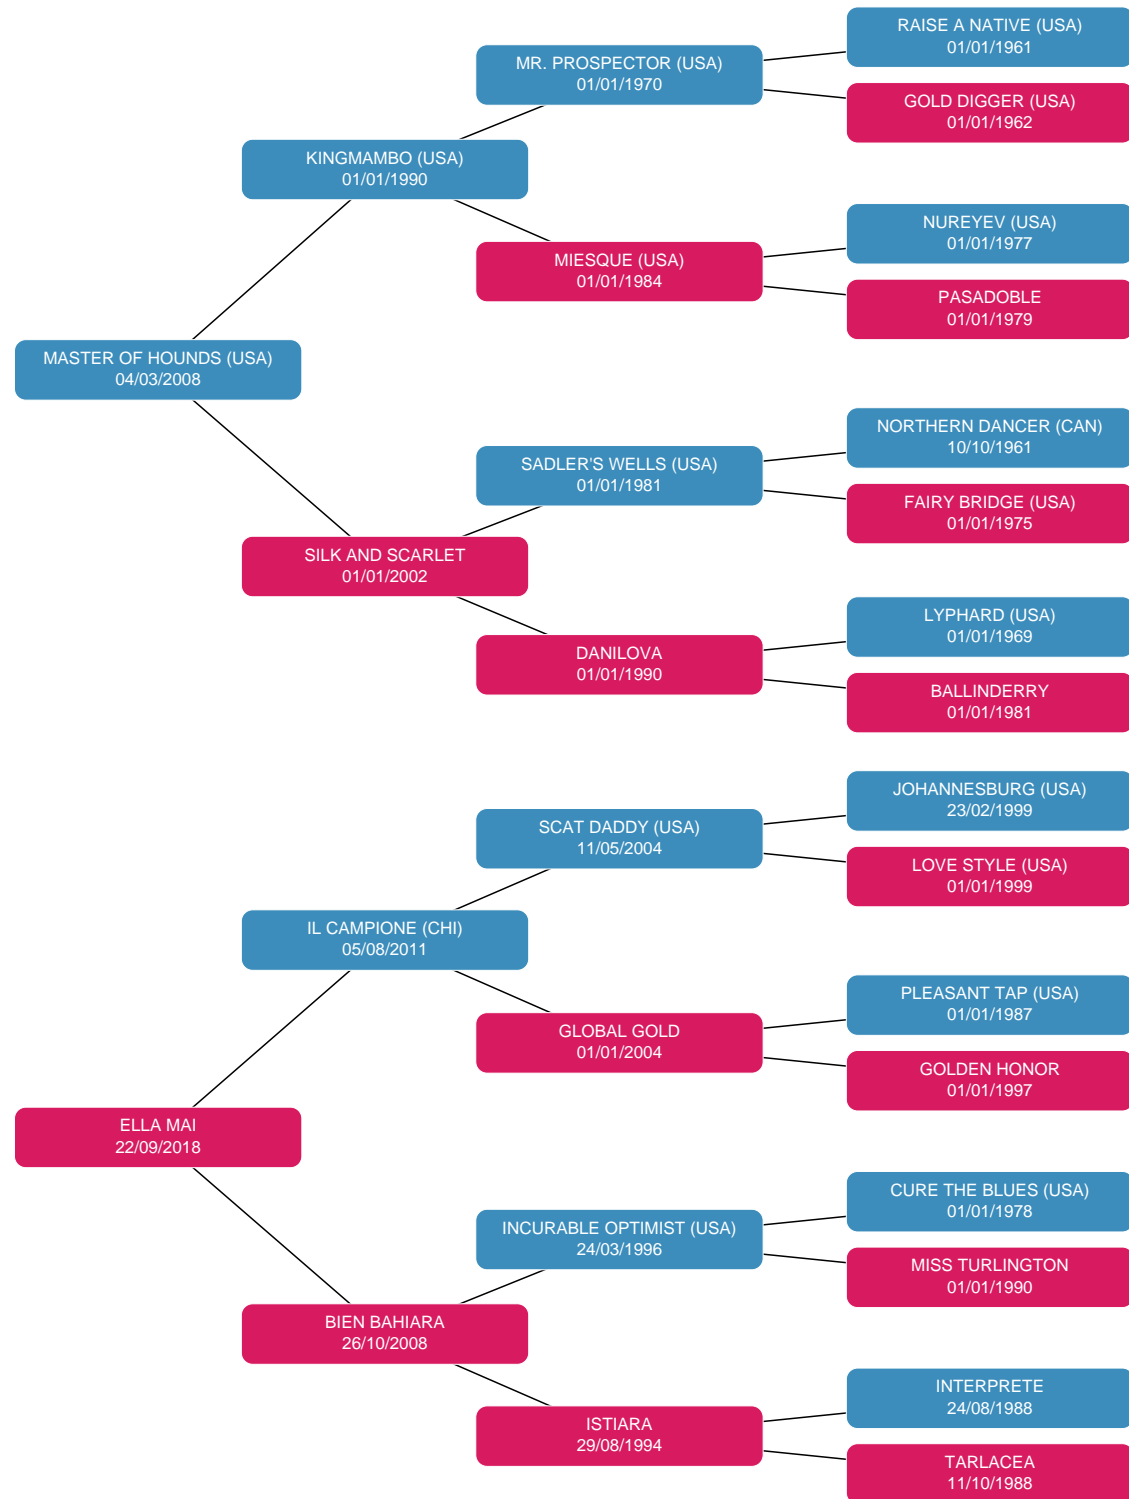 RAISE A NATIVE (USA)
01/01/1961
MR. PROSPECTOR (USA)
01/01/1970
GOLD DIGGER (USA)
01/01/1962
KINGMAMBO (USA)
01/01/1990
NUREYEV (USA)
01/01/1977
MIESQUE (USA)
01/01/1984
PASADOBLE
01/01/1979
MASTER OF HOUNDS (USA)
04/03/2008
NORTHERN DANCER (CAN)
10/10/1961
SADLER'S WELLS (USA)
01/01/1981
FAIRY BRIDGE (USA)
01/01/1975
SILK AND SCARLET
01/01/2002
LYPHARD (USA)
01/01/1969
DANILOVA
01/01/1990
BALLINDERRY
01/01/1981
JOHANNESBURG (USA)
23/02/1999
SCAT DADDY (USA)
11/05/2004
LOVE STYLE (USA)
01/01/1999
IL CAMPIONE (CHI)
05/08/2011
PLEASANT TAP (USA)
01/01/1987
GLOBAL GOLD
01/01/2004
GOLDEN HONOR
01/01/1997
ELLA MAI
22/09/2018
CURE THE BLUES (USA)
01/01/1978
INCURABLE OPTIMIST (USA)
24/03/1996
MISS TURLINGTON
01/01/1990
BIEN BAHIARA
26/10/2008
INTERPRETE
24/08/1988
ISTIARA
29/08/1994
TARLACEA
11/10/1988